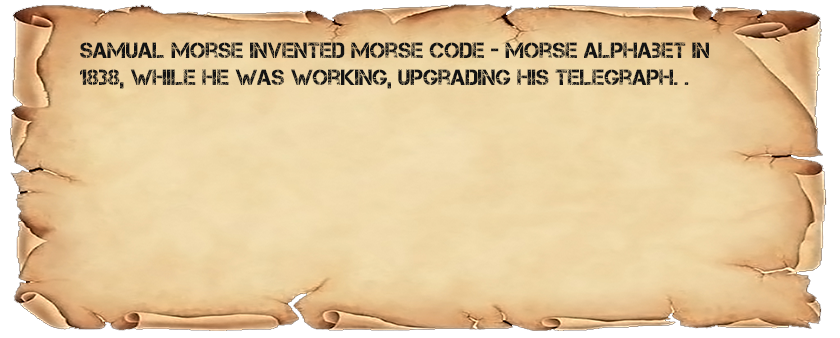 SAMUAL MORSE INVENTED MORSE CODE - MORSE ALPHABET IN
1838, WHILE HE WAS WORKING, UPGRADING HIS TELEGRAPH. .